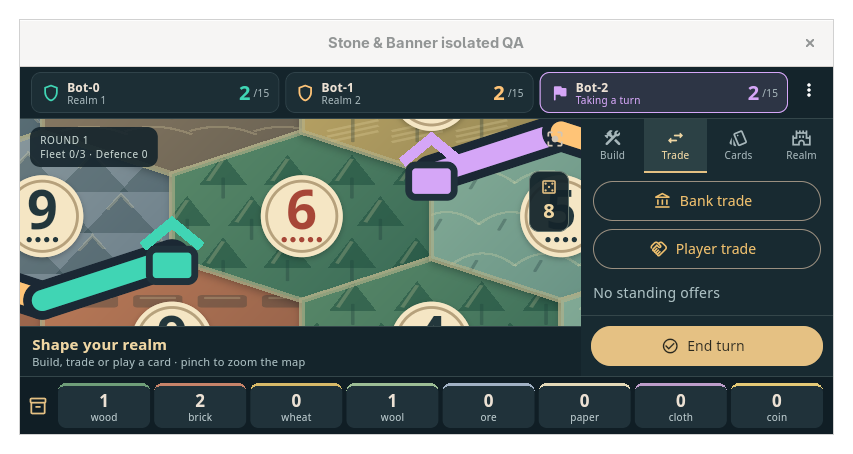 Stone & Banner isolated QA
Bot-0
Realm 1
2 /15
Bot-1
Realm 2
2 /15
Bot-2
Taking a turn
2 /15
ROUND 1
Fleet 0/3 · Defence 0
9
6
8
Build
Trade
Cards
Realm
Bank trade
Player trade
No standing offers
Shape your realm
Build, trade or play a card · pinch to zoom the map
End turn
1
wood
2
brick
0
wheat
1
wool
0
ore
0
paper
0
cloth
0
coin